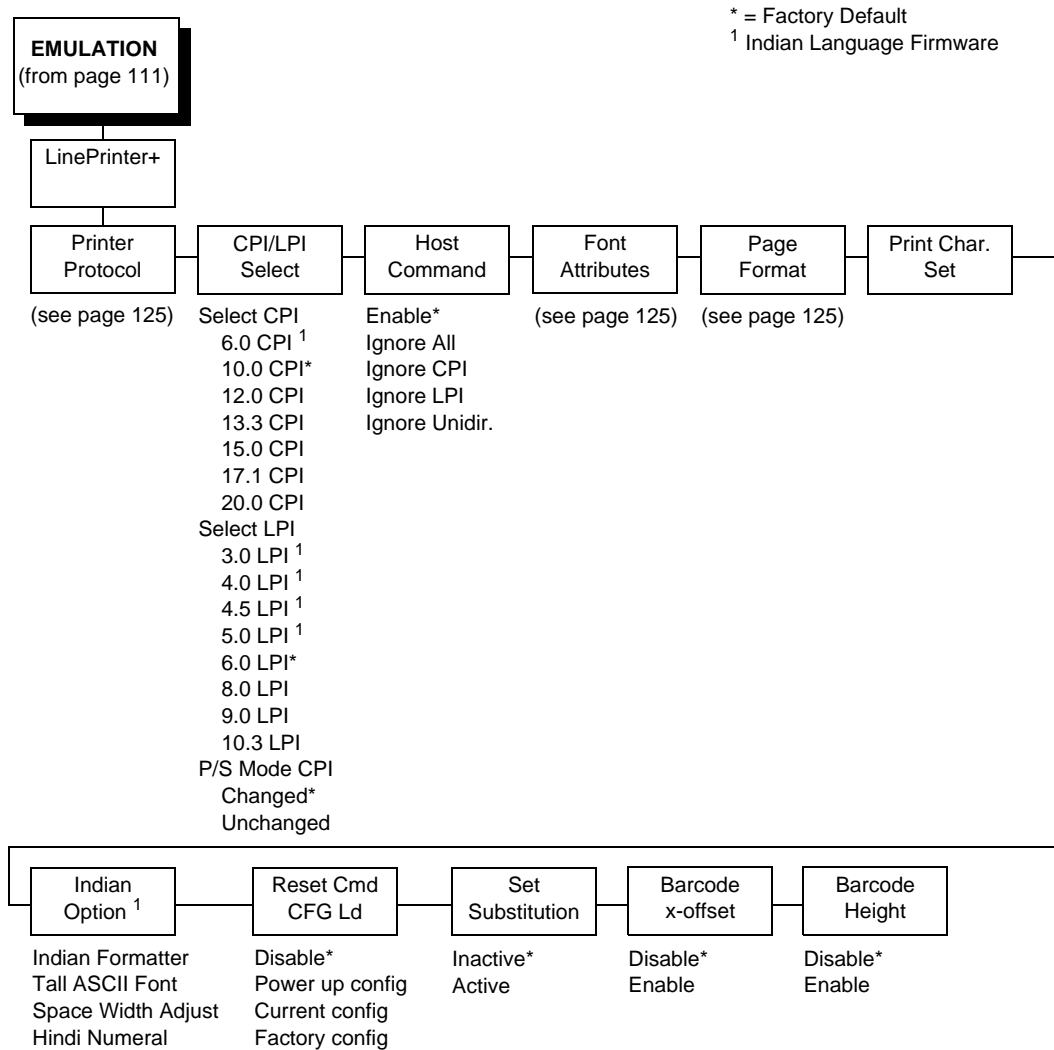 * = Factory Default
1 Indian Language Firmware
EMULATION
(from page 111)
LinePrinter+
Printer
Protocol
(see page 125)
CPI/LPI
Select
Select CPI
6.0 CPI 1
10.0 CPI*
12.0 CPI
13.3 CPI
15.0 CPI
17.1 CPI
20.0 CPI
Select LPI
3.0 LPI 1
4.0 LPI 1
4.5 LPI 1
5.0 LPI 1
6.0 LPI*
8.0 LPI
9.0 LPI
10.3 LPI
P/S Mode CPI
Changed*
Unchanged
Host
Command
Enable*
Ignore All
Ignore CPI
Ignore LPI
Ignore Unidir.
Font
Attributes
(see page 125)
Page
Format
(see page 125)
Print Char.
Set
Indian
Option 1
Indian Formatter
Tall ASCII Font
Space Width Adjust
Hindi Numeral
Reset Cmd
CFG Ld
Disable*
Power up config
Current config
Factory config
Set
Substitution
Inactive*
Active
Barcode
x-offset
Disable*
Enable
Barcode
Height
Disable*
Enable